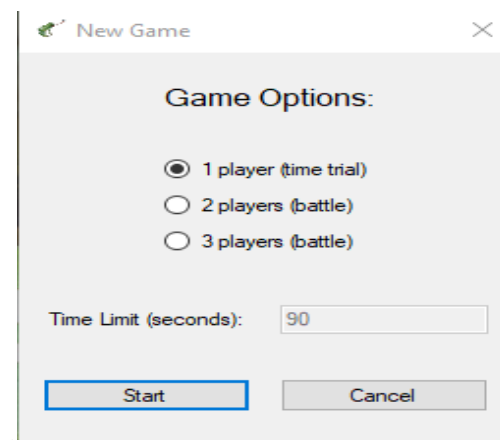 New Game
Game Options:
1 player (time trial)
2 players (battle)
3 players (battle)
Time Limit (seconds): 90
Start Cancel